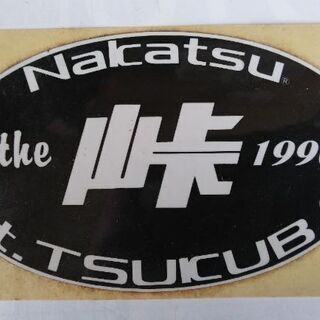 Nakatsu®
the 峠 199
t. TSUKUB